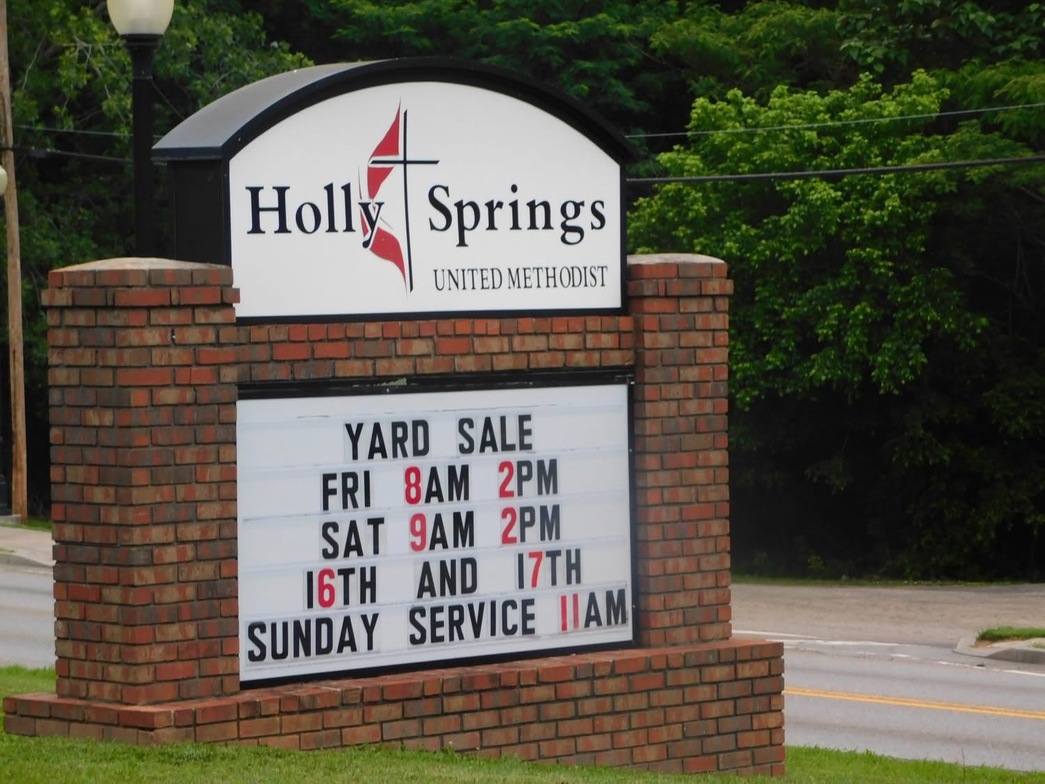 Holly Springs
UNITED METHODIST
YARD SALE
FRI 8AM 2PM
SAT 9AM 2PM
16TH AND 17TH
SUNDAY SERVICE 11AM